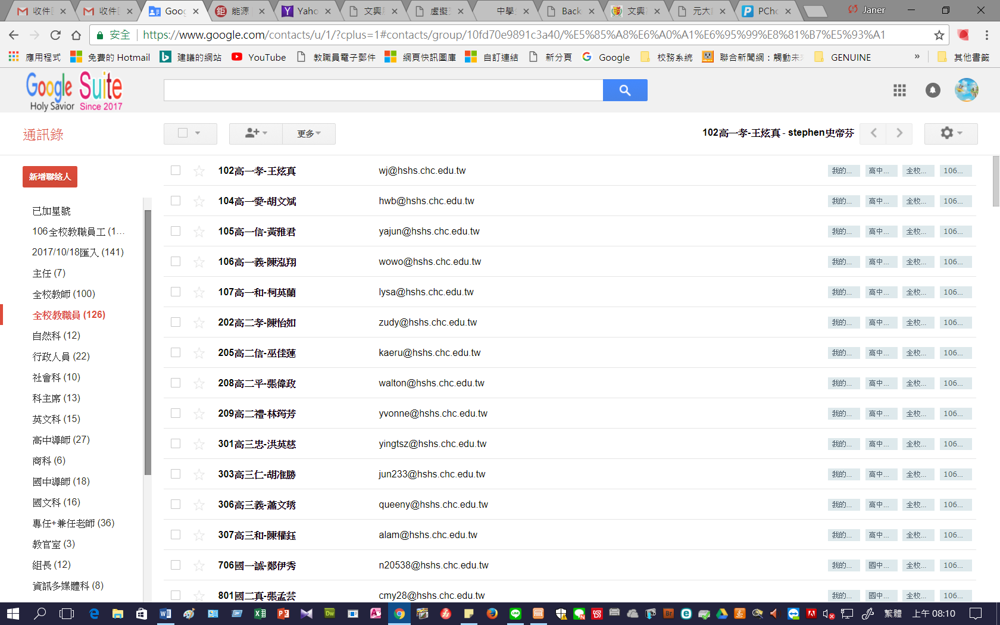 收件
收件
Goog
能源
Yaho
文興
虛擬
中學
Back
文興
元大
PCho
Janer
安全
https://www.google.com/contacts/u/1/?cplus=1#contacts/group/10fd70e9891c3a40/%E5%85%A8%E6%A0%A1%E6%95%99%E8%81%B7%E5%93%A1
應用程式 免費的 Hotmail 建議的網站 YouTube 教職員電子郵件 網頁快訊圖庫 自訂連結 新分頁 Google 校務系統 聯合新聞網：觸動未 GENUINE » 其他書籤
Google Suite
Holy Savior Since 2017
通訊錄
更多
102高一孝-王炫真 - stephen史帝芬
新增聯絡人
已加星號
106全校教職員工 (1...
2017/10/18匯入 (141)
主任 (7)
全校教師 (100)
全校教職員 (126)
自然科 (12)
行政人員 (22)
社會科 (10)
科主席 (13)
英文科 (15)
高中導師 (27)
商科 (6)
國中導師 (18)
國文科 (16)
專任+兼任老師 (36)
教官室 (3)
組長 (12)
資訊多媒體科 (8)
102高一孝-王炫真 wj@hshs.chc.edu.tw 我的... 高中... 全校... 106...
104高一愛-胡文斌 hwb@hshs.chc.edu.tw 我的... 高中... 全校... 106...
105高一信-黃雅君 yajun@hshs.chc.edu.tw 我的... 高中... 全校... 106...
106高一義-陳泓翔 wowo@hshs.chc.edu.tw 我的... 高中... 全校... 106...
107高一和-柯英蘭 lysa@hshs.chc.edu.tw 我的... 高中... 全校... 106...
202高二孝-陳怡如 zudy@hshs.chc.edu.tw 我的... 高中... 全校... 106...
205高二信-巫佳蓮 kaeru@hshs.chc.edu.tw 我的... 高中... 全校... 106...
208高二平-張偉政 walton@hshs.chc.edu.tw 我的... 高中... 全校... 106...
209高二禮-林筠芳 yvonne@hshs.chc.edu.tw 我的... 高中... 全校... 106...
301高三忠-洪英慈 yingtsz@hshs.chc.edu.tw 我的... 高中... 全校... 106...
303高三仁-胡准勝 jun233@hshs.chc.edu.tw 我的... 高中... 全校... 106...
306高三義-蕭文琇 queeny@hshs.chc.edu.tw 我的... 高中... 全校... 106...
307高三和-陳權鈺 alam@hshs.chc.edu.tw 我的... 高中... 全校... 106...
706國一誠-鄭伊秀 n20538@hshs.chc.edu.tw 我的... 國中... 全校... 106...
801國二真-張孟芸 cmy28@hshs.chc.edu.tw 我的... 國中... 全校... 106...
繁體 上午 08:10